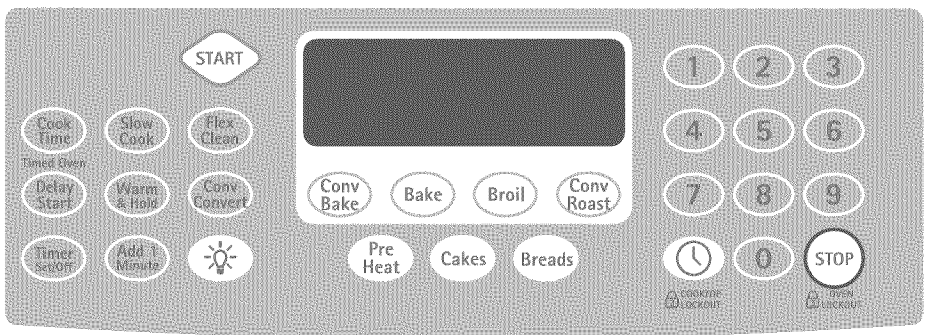 START
1 2 3
Cook Time
Slow Cook
Flex Clean
4 5 6
Timed Oven
Delay Start
Warm & Hold
Conv Convert
Conv Bake
Bake
Broil
Conv Roast
7 8 9
Timer Set/Off
Add 1 Minute
Pre Heat
Cakes
Breads
0
STOP
COOKTOP LOCKOUT
OVEN LOCKOUT